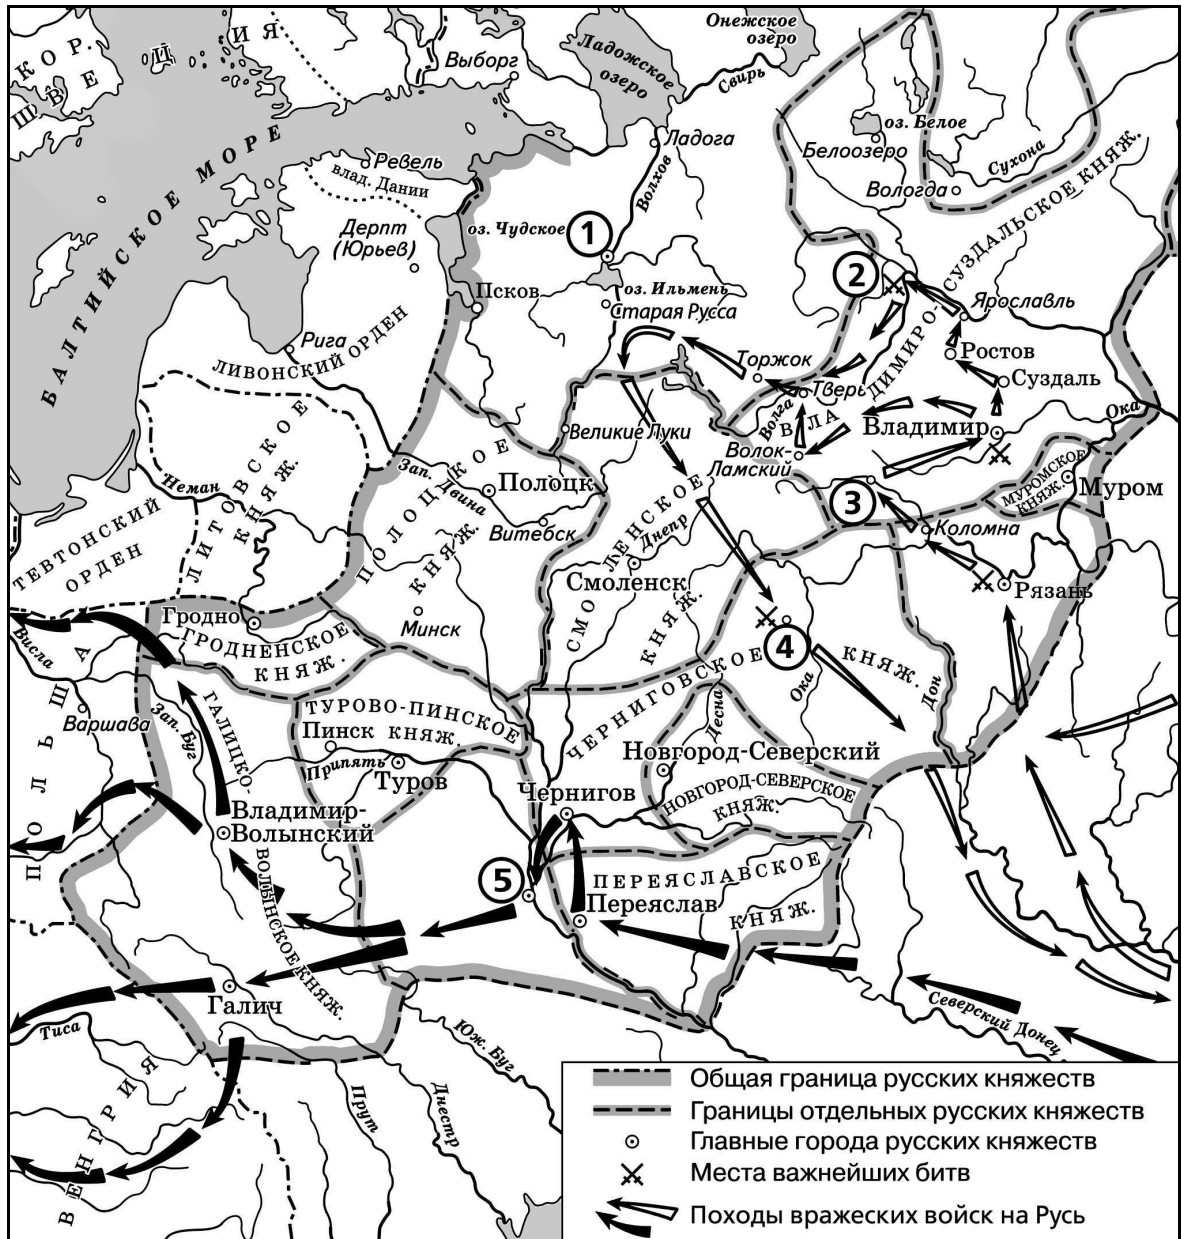 КОР.
ШВЕЦИЯ
Онежское
озеро
Ладожское
озеро
Свирь
Выборг
Ладога
оз. Белое
Белоозеро
Сухона
Вологда
Волхов
БАЛТИЙСКОЕ МОРЕ
Ревель
влад. Дании
Дерпт
(Юрьев)
оз. Чудское
1
2
ВЛАДИМИРО-СУЗДАЛЬСКОЕ КНЯЖ.
Псков
оз. Ильмень
Старая Русса
Ярославль
Рига
ЛИВОНСКИЙ ОРДЕН
Торжок
Ростов
Тверь
Суздаль
Волга
Ока
Великие Луки
Владимир
Волок-
Ламский
Неман
ЛИТОВСКОЕ
КНЯЖ.
Зап. Двина
Полоцк
ПОЛОЦКОЕ
КНЯЖ.
МУРОМСКОЕ
КНЯЖ.
Муром
3
Витебск
Днепр
Коломна
ТЕВТОНСКИЙ
ОРДЕН
СМОЛЕНСКОЕ
КНЯЖ.
Смоленск
Рязань
Гродно
Минск
4
Висла
ГРОДНЕНСКОЕ
КНЯЖ.
ПОЛЬША
ЧЕРНИГОВСКОЕ
КНЯЖ.
Ока
Дон
Варшава
Зап. Буг
ГАЛИЦКО-
ВОЛЫНСКОЕ КНЯЖ.
ТУРОВО-ПИНСКОЕ
КНЯЖ.
Пинск
Десна
Новгород-Северский
Припять
Туров
Чернигов
НОВГОРОД-СЕВЕРСКОЕ
КНЯЖ.
Владимир-
Волынский
5
ПЕРЕЯСЛАВСКОЕ
КНЯЖ.
Переяслав
Галич
Северский Донец
Тиса
Юж. Буг
ВЕНГРИЯ
Прут
Днестр
Общая граница русских княжеств
Границы отдельных русских княжеств
Главные города русских княжеств
Места важнейших битв
Походы вражеских войск на Русь